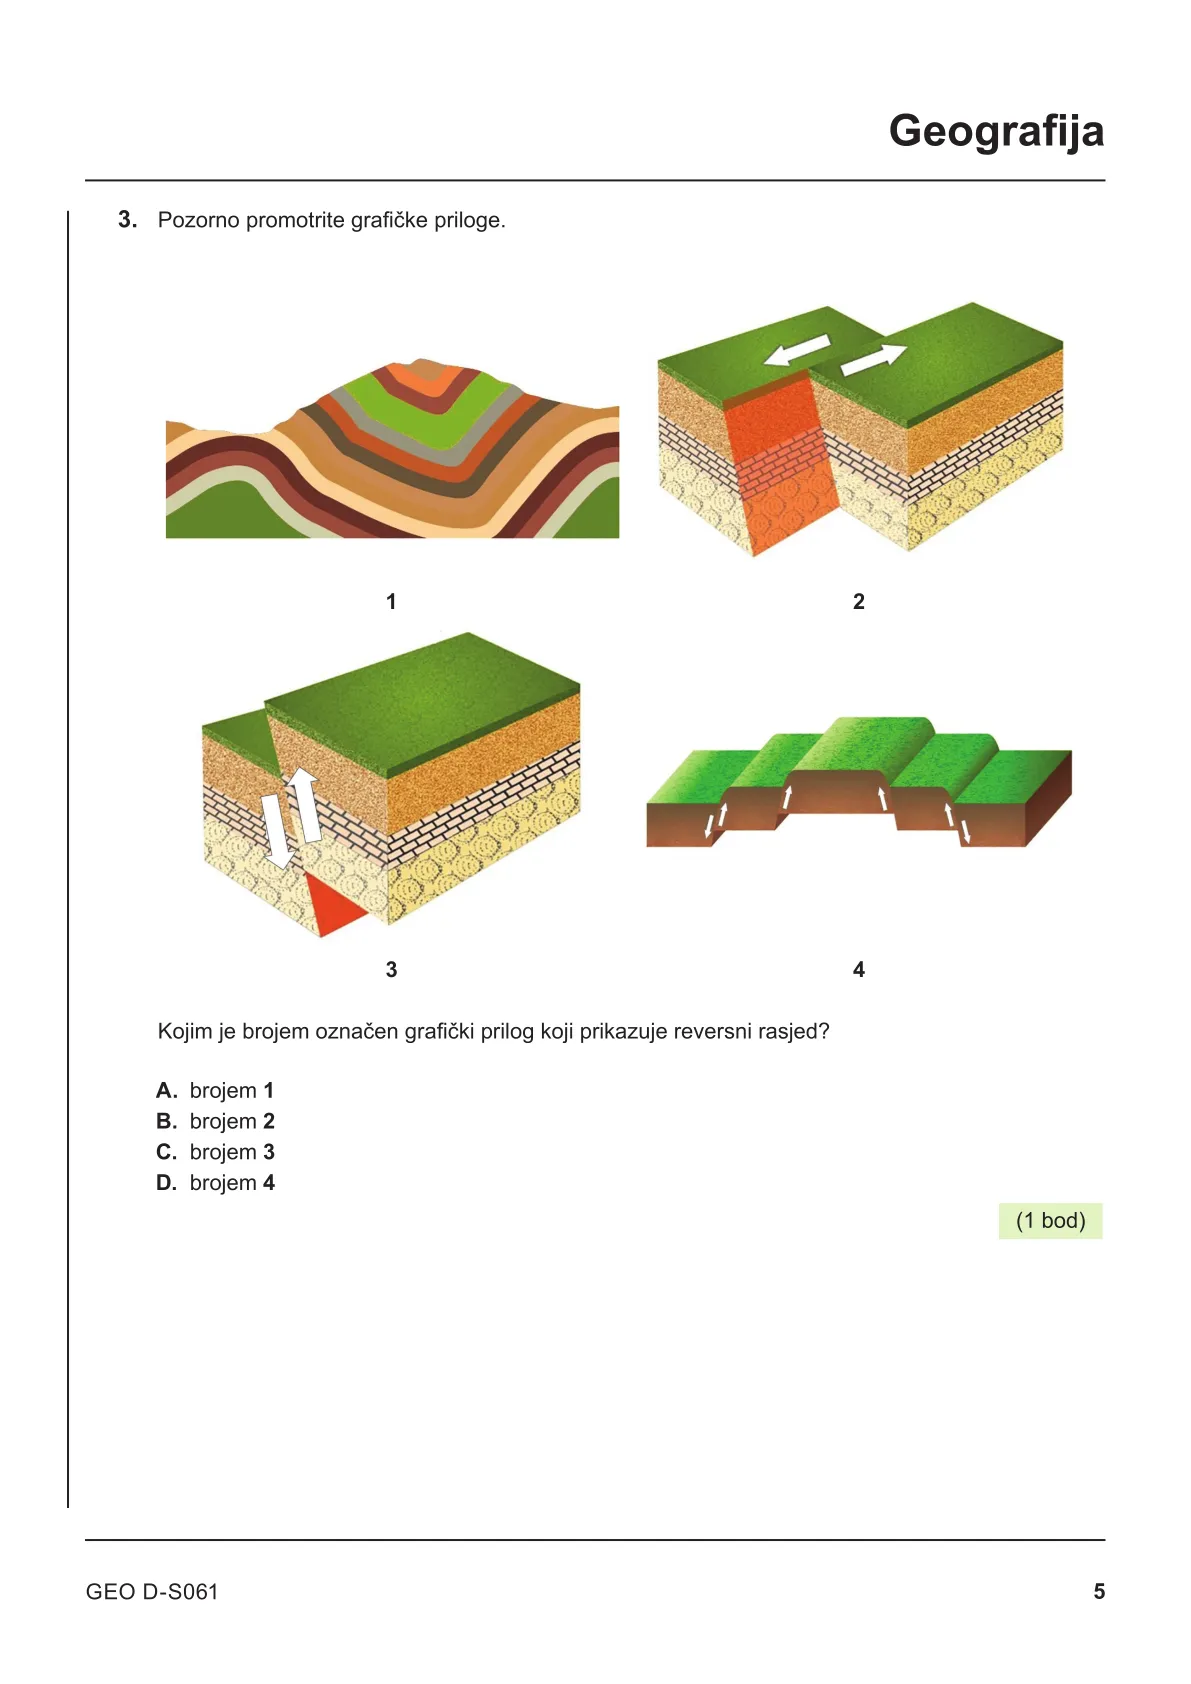 Geografija
3. Pozorno promotrite grafičke priloge.
1
2
3
4
Kojim je brojem označen grafički prilog koji prikazuje reversni rasjed?
A. brojem 1
B. brojem 2
C. brojem 3
D. brojem 4
(1 bod)
GEO D-S061
5